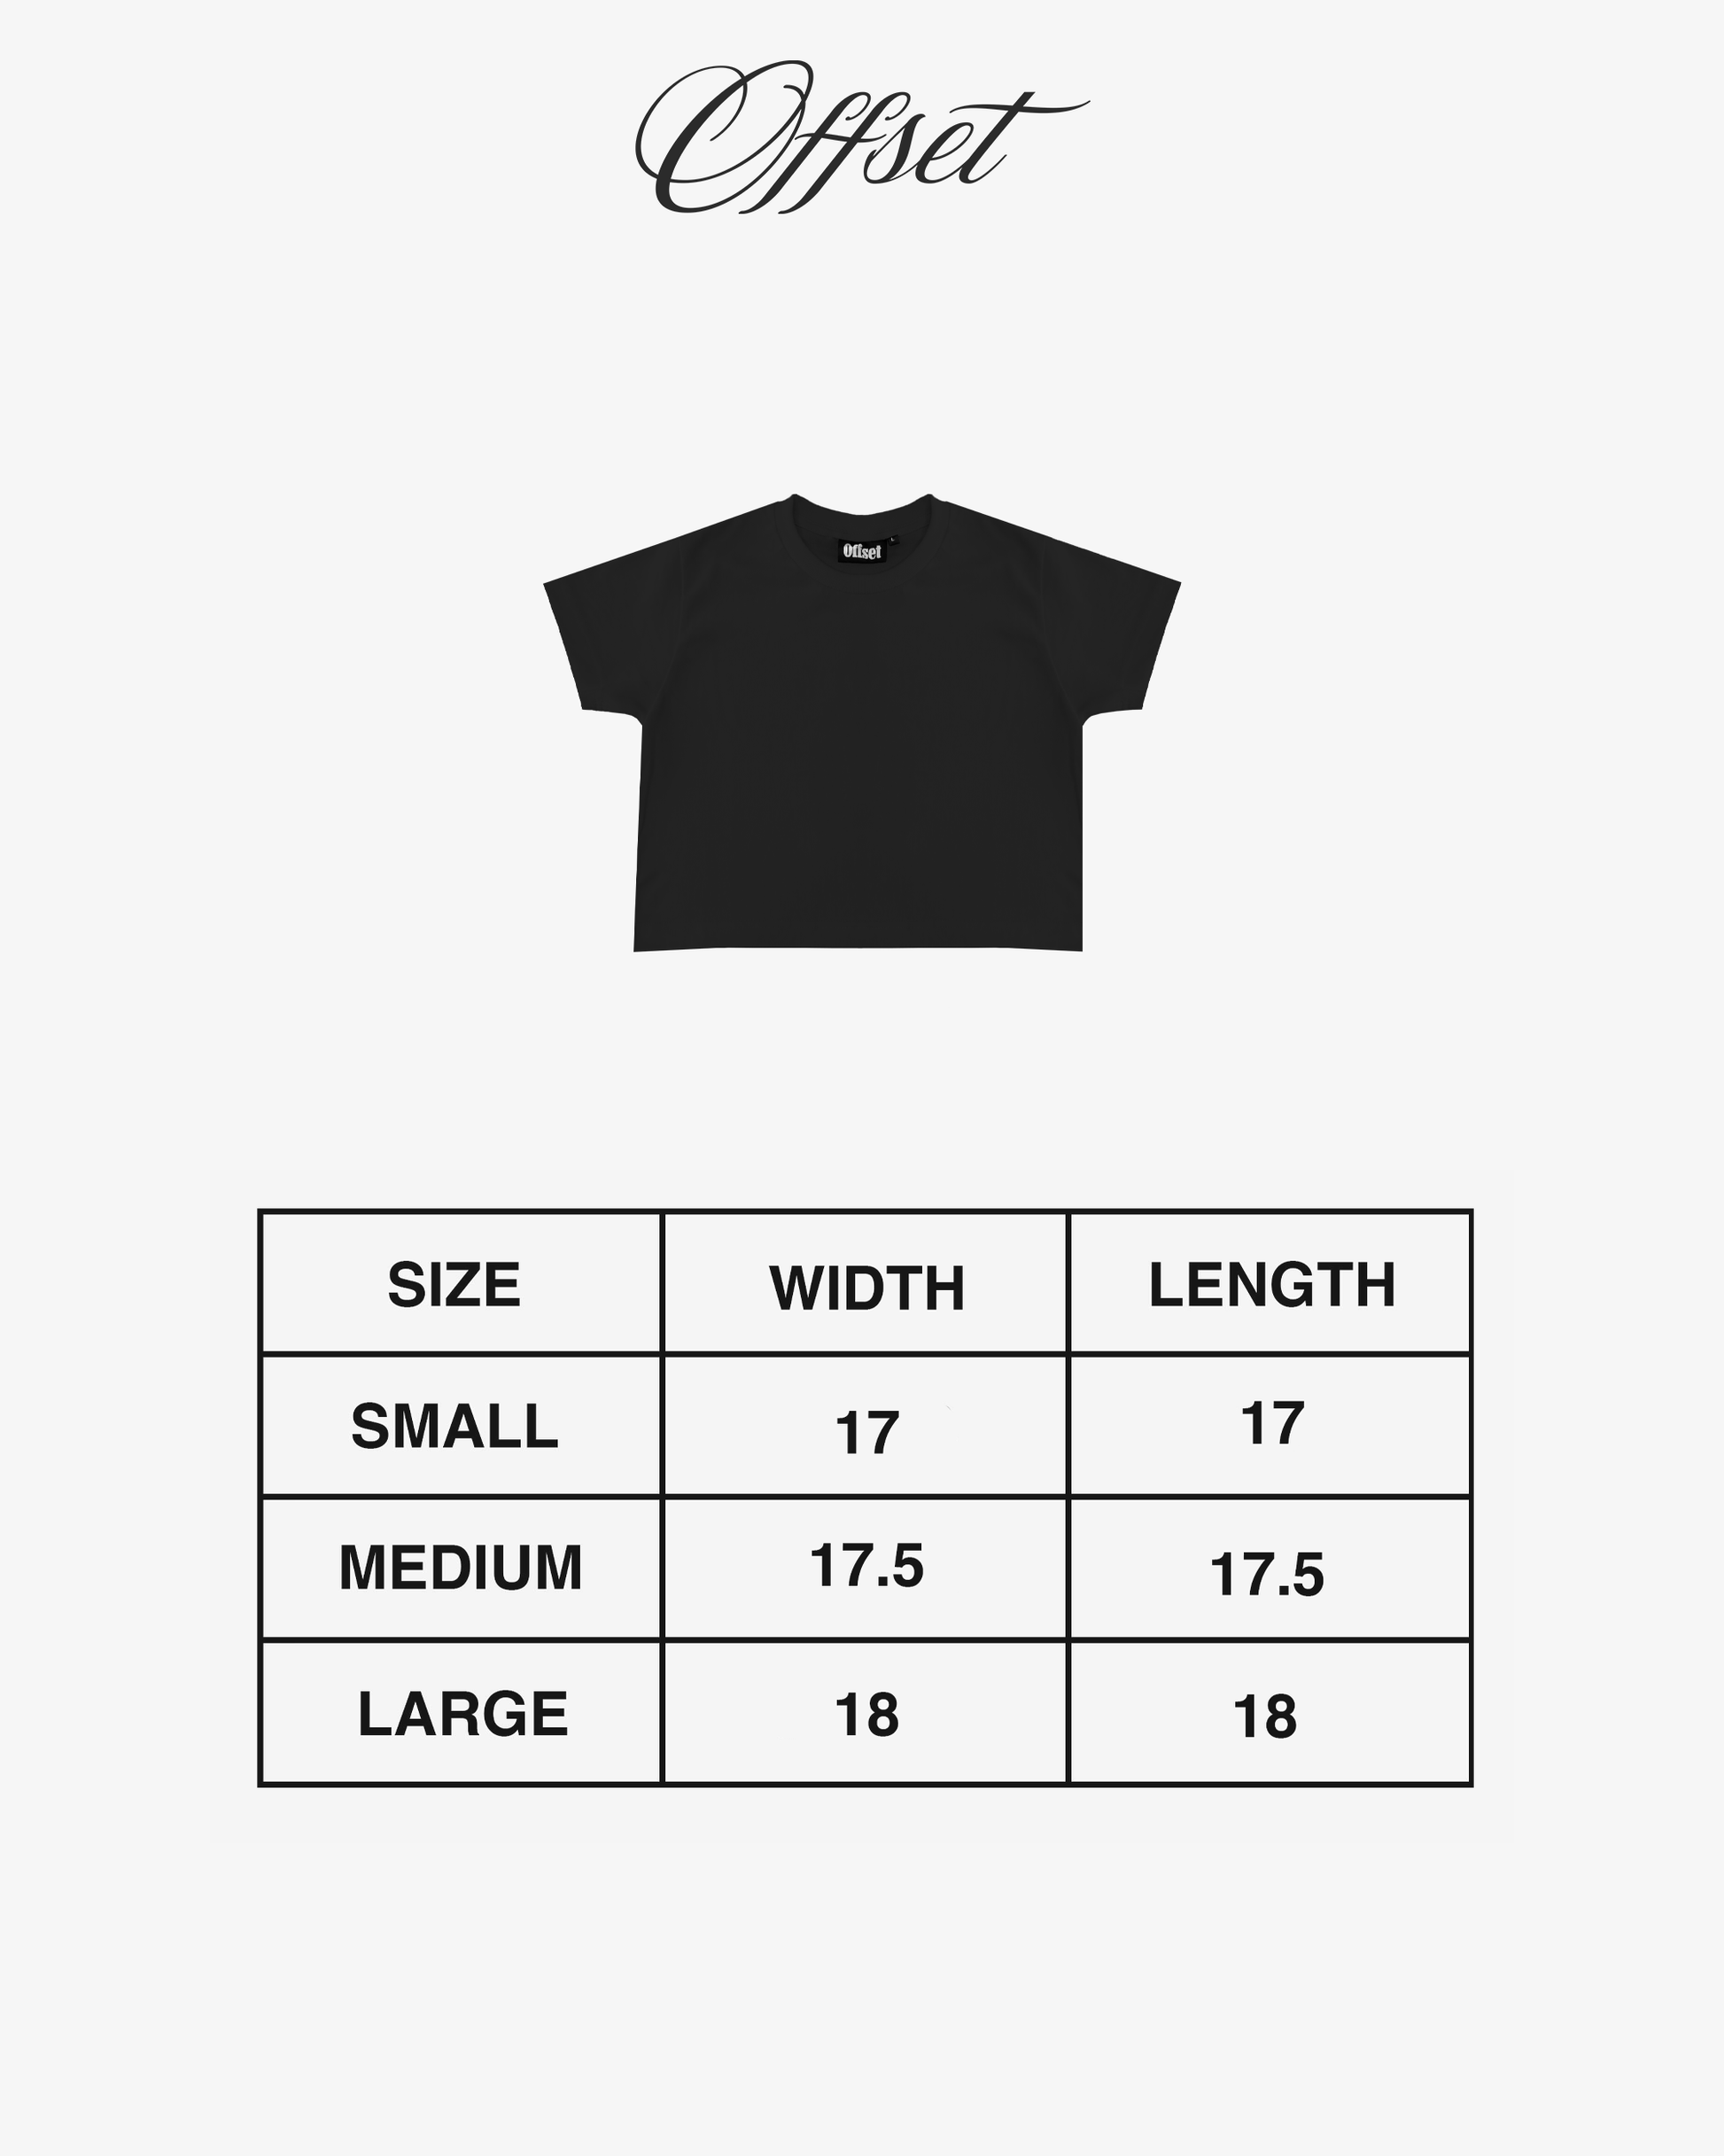 Offset
Offset
SIZE WIDTH LENGTH
SMALL 17 17
MEDIUM 17.5 17.5
LARGE 18 18